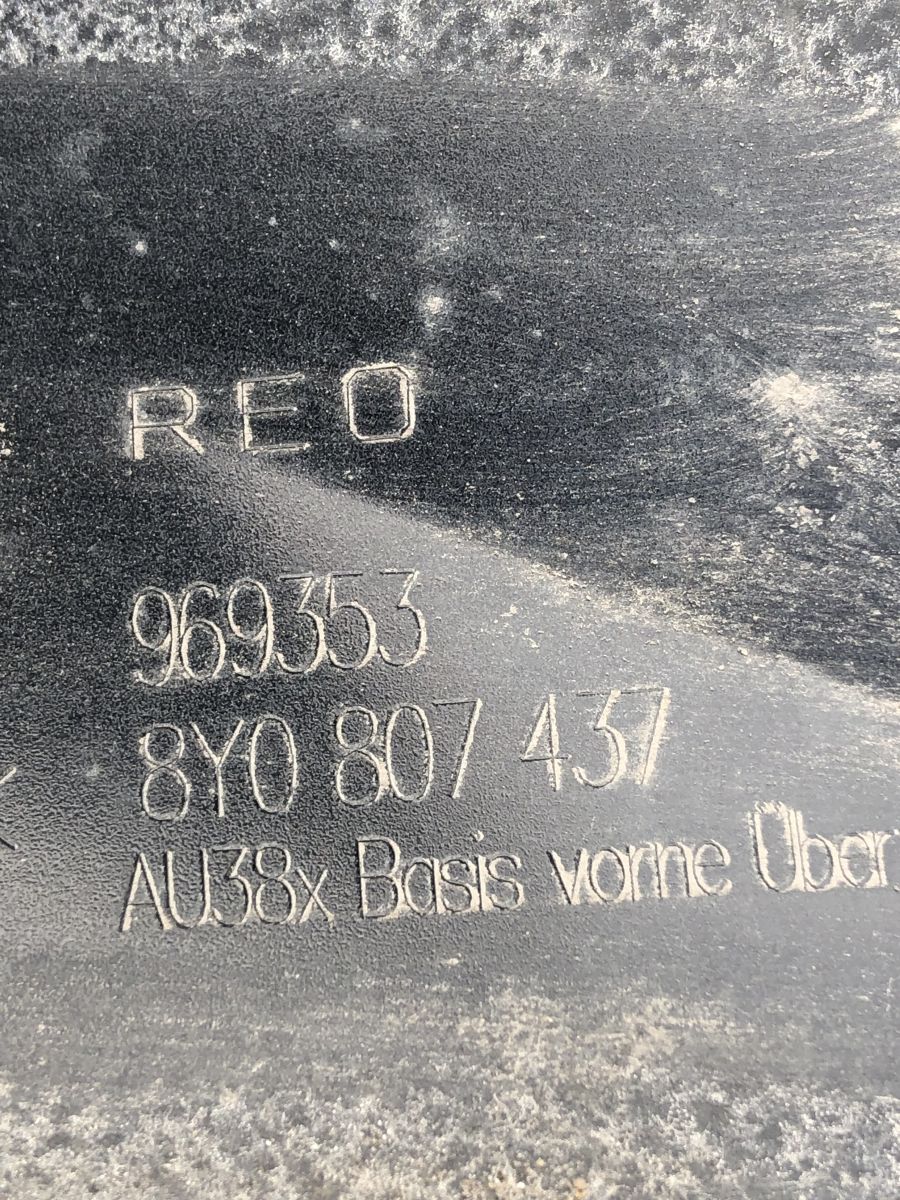 REO
969353
8Y0 807 437
AU38x Basis vorne Über